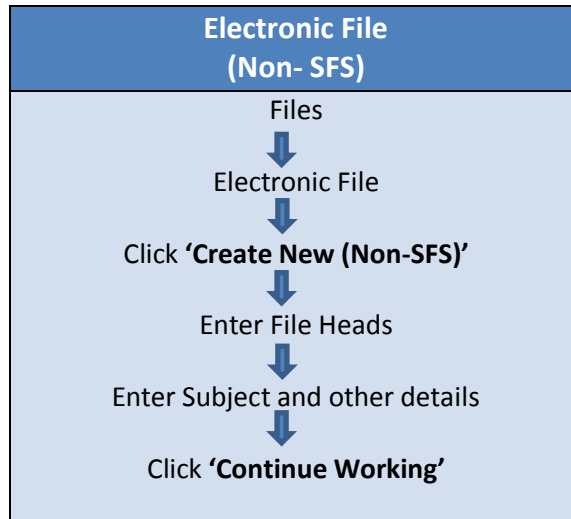 Electronic File
(Non- SFS)
Files
Electronic File
Click ‘Create New (Non-SFS)’
Enter File Heads
Enter Subject and other details
Click ‘Continue Working’